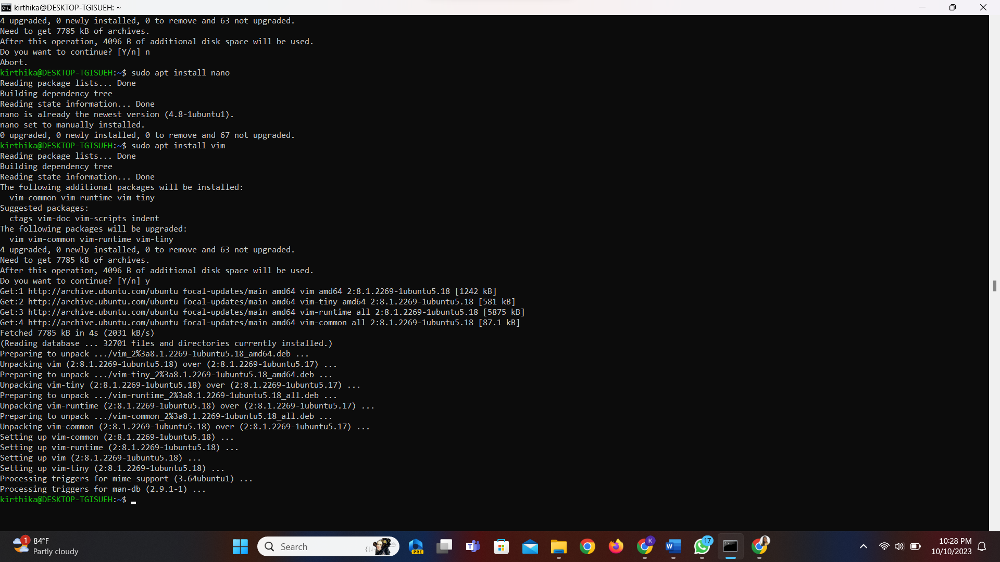 kirthika@DESKTOP-TGISUEH: ~
4 upgraded, 0 newly installed, 0 to remove and 63 not upgraded.
Need to get 7785 kB of archives.
After this operation, 4096 B of additional disk space will be used.
Do you want to continue? [Y/n] n
Abort.
kirthika@DESKTOP-TGISUEH:~$ sudo apt install nano
Reading package lists... Done
Building dependency tree
Reading state information... Done
nano is already the newest version (4.8-1ubuntu1).
nano set to manually installed.
0 upgraded, 0 newly installed, 0 to remove and 67 not upgraded.
kirthika@DESKTOP-TGISUEH:~$ sudo apt install vim
Reading package lists... Done
Building dependency tree
Reading state information... Done
The following additional packages will be installed:
  vim-common vim-runtime vim-tiny
Suggested packages:
  ctags vim-doc vim-scripts indent
The following packages will be upgraded:
  vim vim-common vim-runtime vim-tiny
4 upgraded, 0 newly installed, 0 to remove and 63 not upgraded.
Need to get 7785 kB of archives.
After this operation, 4096 B of additional disk space will be used.
Do you want to continue? [Y/n] y
Get:1 http://archive.ubuntu.com/ubuntu focal-updates/main amd64 vim amd64 2:8.1.2269-1ubuntu5.18 [1242 kB]
Get:2 http://archive.ubuntu.com/ubuntu focal-updates/main amd64 vim-tiny amd64 2:8.1.2269-1ubuntu5.18 [581 kB]
Get:3 http://archive.ubuntu.com/ubuntu focal-updates/main amd64 vim-runtime all 2:8.1.2269-1ubuntu5.18 [5875 kB]
Get:4 http://archive.ubuntu.com/ubuntu focal-updates/main amd64 vim-common all 2:8.1.2269-1ubuntu5.18 [87.1 kB]
Fetched 7785 kB in 4s (2031 kB/s)
(Reading database ... 32701 files and directories currently installed.)
Preparing to unpack .../vim_2%3a8.1.2269-1ubuntu5.18_amd64.deb ...
Unpacking vim (2:8.1.2269-1ubuntu5.18) over (2:8.1.2269-1ubuntu5.17) ...
Preparing to unpack .../vim-tiny_2%3a8.1.2269-1ubuntu5.18_amd64.deb ...
Unpacking vim-tiny (2:8.1.2269-1ubuntu5.18) over (2:8.1.2269-1ubuntu5.17) ...
Preparing to unpack .../vim-runtime_2%3a8.1.2269-1ubuntu5.18_all.deb ...
Unpacking vim-runtime (2:8.1.2269-1ubuntu5.18) over (2:8.1.2269-1ubuntu5.17) ...
Preparing to unpack .../vim-common_2%3a8.1.2269-1ubuntu5.18_all.deb ...
Unpacking vim-common (2:8.1.2269-1ubuntu5.18) over (2:8.1.2269-1ubuntu5.17) ...
Setting up vim-common (2:8.1.2269-1ubuntu5.18) ...
Setting up vim-runtime (2:8.1.2269-1ubuntu5.18) ...
Setting up vim (2:8.1.2269-1ubuntu5.18) ...
Setting up vim-tiny (2:8.1.2269-1ubuntu5.18) ...
Processing triggers for mime-support (3.64ubuntu1) ...
Processing triggers for man-db (2.9.1-1) ...
kirthika@DESKTOP-TGISUEH:~$
1 84°F
Partly cloudy
Search
PRE
K
W
17
10:28 PM
10/10/2023